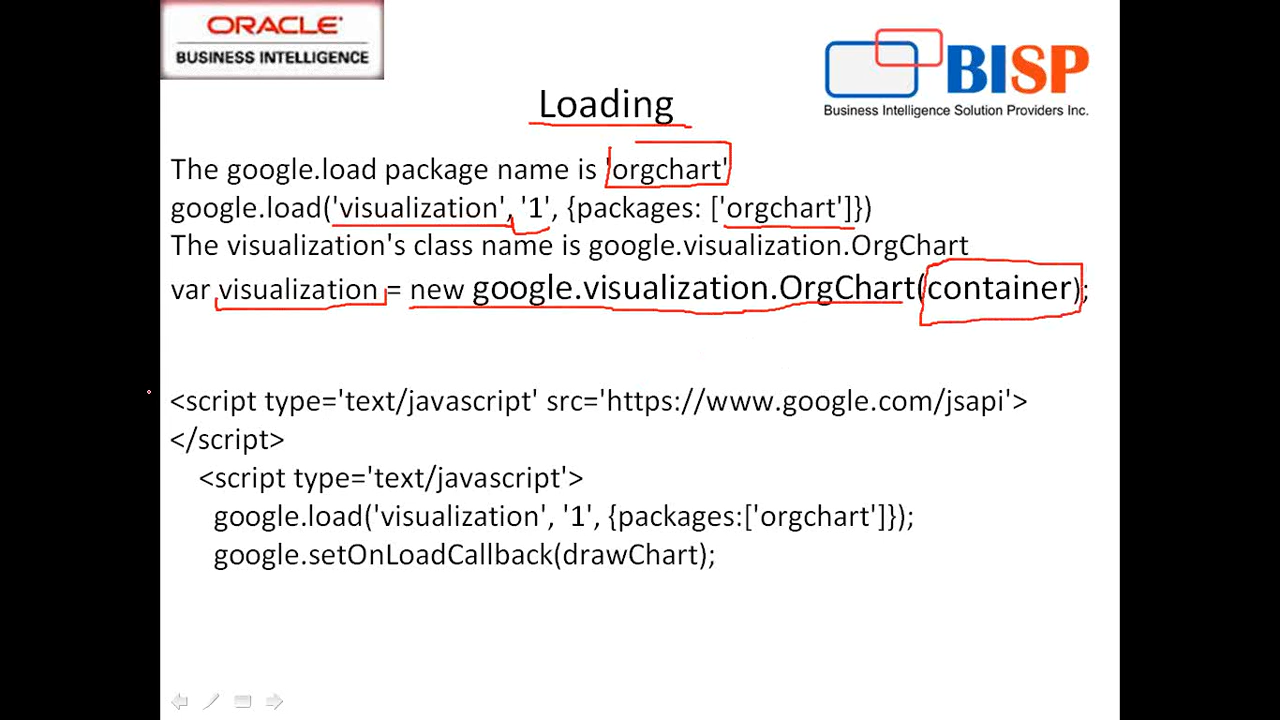 ORACLE
BUSINESS INTELLIGENCE
BISP
Business Intelligence Solution Providers Inc.
Loading
The google.load package name is 'orgchart'
google.load('visualization', '1', {packages: ['orgchart']})
The visualization's class name is google.visualization.OrgChart
var visualization = new google.visualization.OrgChart(container);
<script type='text/javascript' src='https://www.google.com/jsapi'>
</script>
<script type='text/javascript'>
google.load('visualization', '1', {packages:['orgchart']});
google.setOnLoadCallback(drawChart);